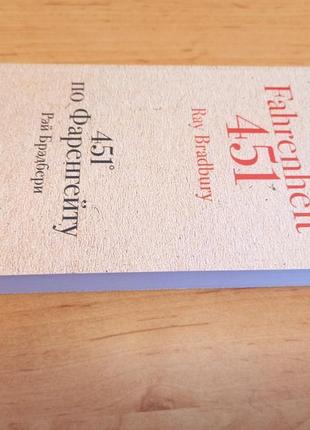 Fahrenheit
451
Ray Bradbury
451°
по Фаренгейту
Рэй Брэдбери